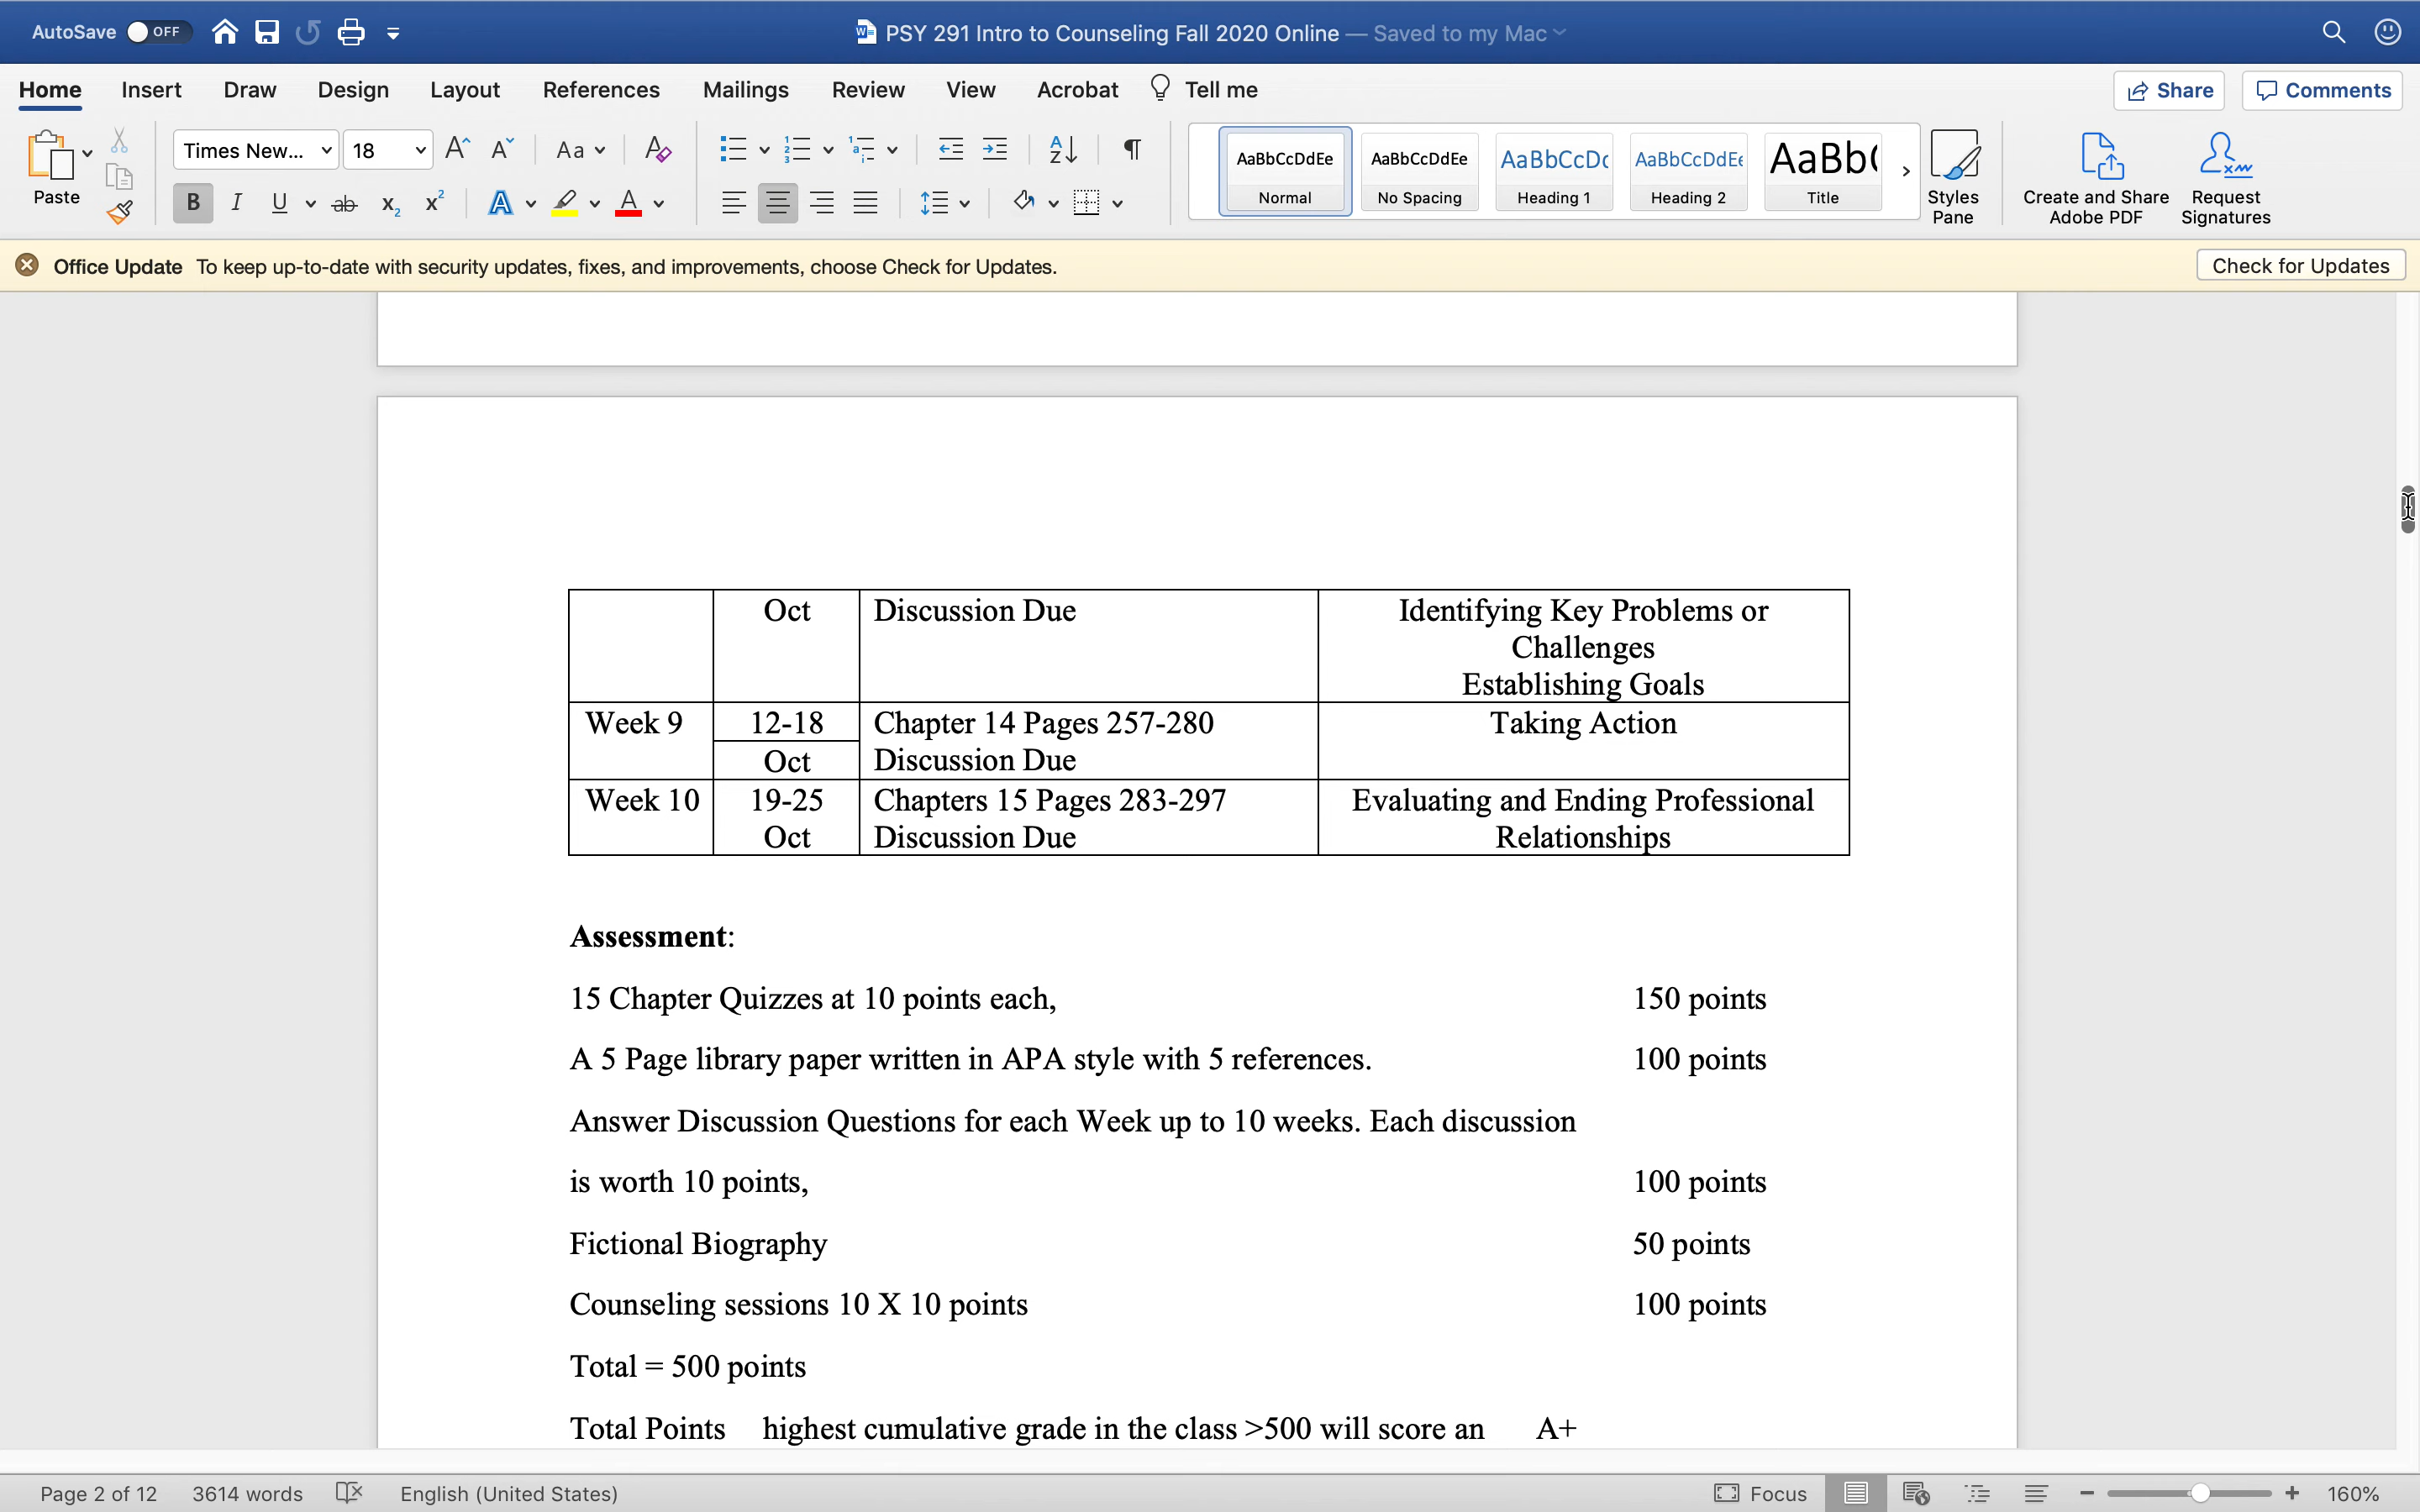 AutoSave OFF PSY 291 Intro to Counseling Fall 2020 Online — Saved to my Mac
Home Insert Draw Design Layout References Mailings Review View Acrobat Tell me Share Comments
Paste Times New... 18 Aa
AaBbCcDdEe AaBbCcDdEe AaBbCcDc AaBbCcDdEe AaBb(
Normal No Spacing Heading 1 Heading 2 Title
Styles Pane
Create and Share Adobe PDF
Request Signatures
Office Update To keep up-to-date with security updates, fixes, and improvements, choose Check for Updates. Check for Updates
Oct Discussion Due Identifying Key Problems or
Challenges
Establishing Goals
Week 9 12-18 Chapter 14 Pages 257-280 Taking Action
Oct Discussion Due
Week 10 19-25 Chapters 15 Pages 283-297 Evaluating and Ending Professional
Oct Discussion Due Relationships
Assessment:
15 Chapter Quizzes at 10 points each, 150 points
A 5 Page library paper written in APA style with 5 references. 100 points
Answer Discussion Questions for each Week up to 10 weeks. Each discussion
is worth 10 points, 100 points
Fictional Biography 50 points
Counseling sessions 10 X 10 points 100 points
Total = 500 points
Total Points highest cumulative grade in the class >500 will score an A+
Page 2 of 12 3614 words English (United States) Focus 160%